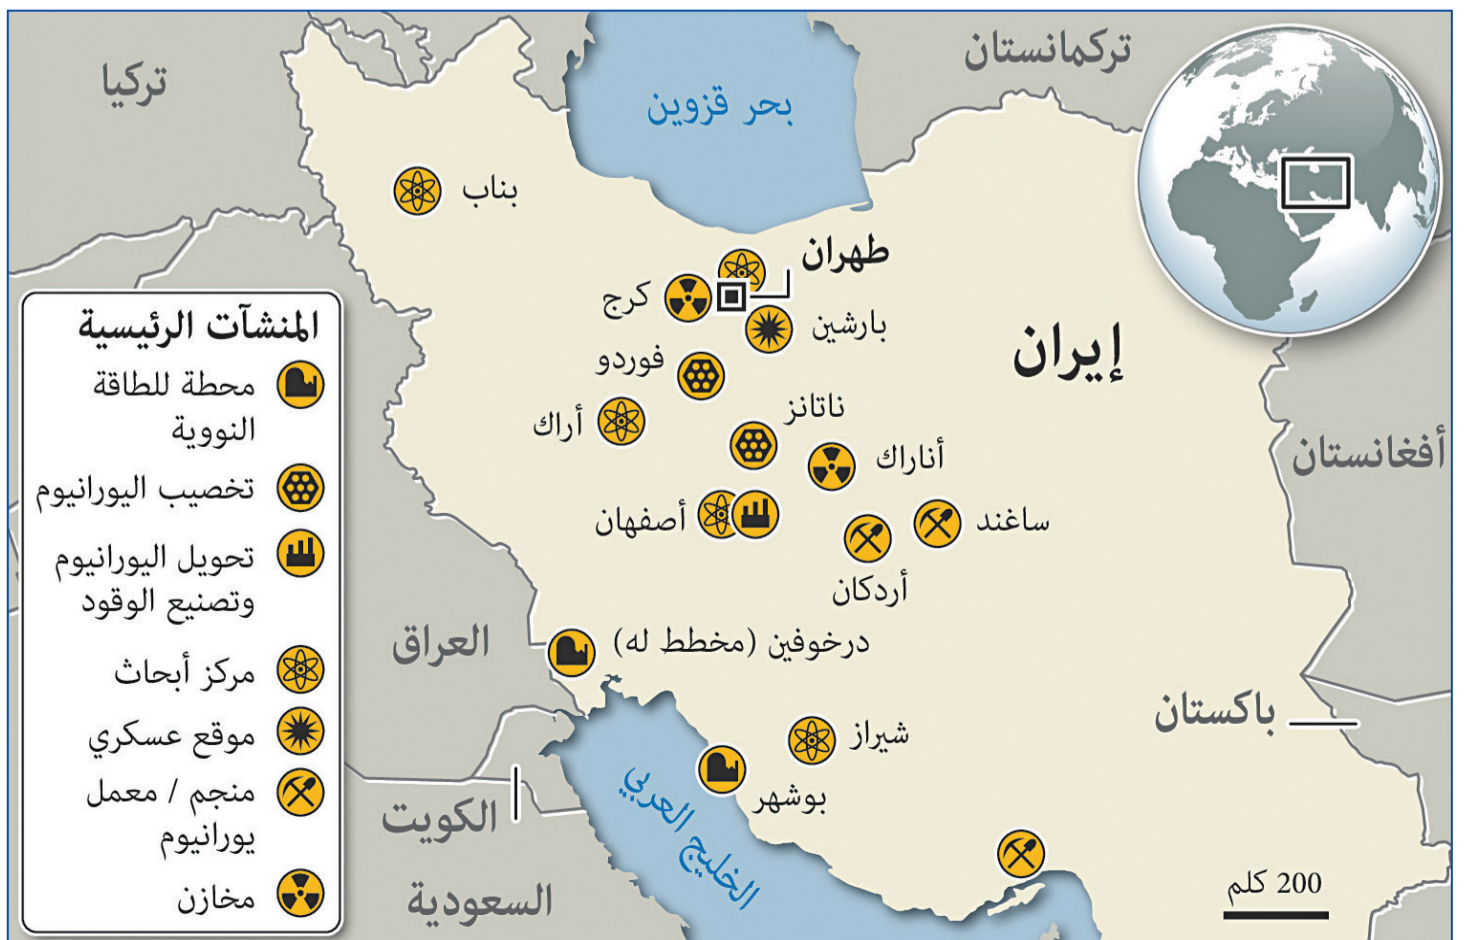 تركيا
بحر قزوين
تركمانستان
بناب
طهران
كرج
بارشين
إيران
فوردو
ناتانز
أراك
أناراك
أفغانستان
أصفهان
ساغند
أردكان
العراق
درخوفين (مخطط له)
باكستان
شيراز
بوشهر
الكويت
الخليج العربي
السعودية
200 كلم
المنشآت الرئيسية
محطة للطاقة
النووية
تخصيب اليورانيوم
تحويل اليورانيوم
وتصنيع الوقود
مركز أبحاث
موقع عسكري
منجم / معمل
يورانيوم
مخازن